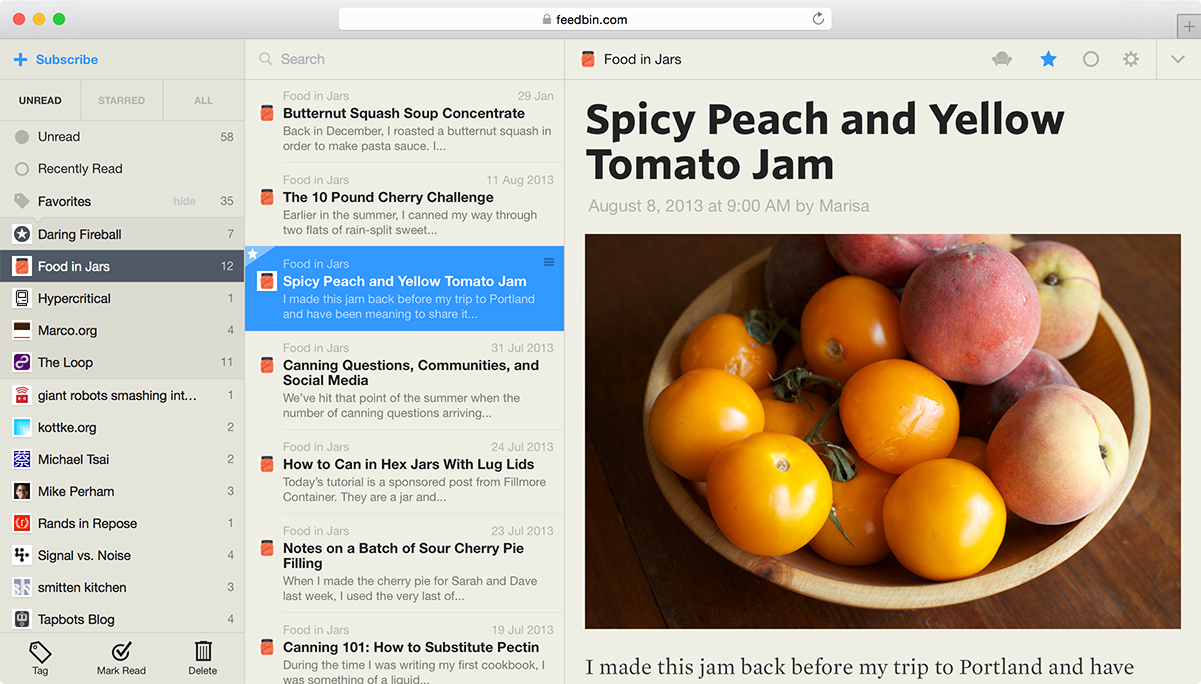 feedbin.com
Subscribe
UNREAD
STARRED
ALL
Unread 58
Recently Read
Favorites hide 35
Daring Fireball 7
Food in Jars 12
Hypercritical 1
Marco.org 4
The Loop 11
giant robots smashing int... 1
kottke.org 2
Michael Tsai 2
Mike Perham 3
Rands in Repose 1
Signal vs. Noise 4
smitten kitchen 3
Tapbots Blog 4
Tag
Mark Read
Delete
Search
Food in Jars 29 Jan
Butternut Squash Soup Concentrate
Back in December, I roasted a butternut squash in
order to make pasta sauce. I...
Food in Jars 11 Aug 2013
The 10 Pound Cherry Challenge
Earlier in the summer, I canned my way through
two flats of rain-split sweet...
Food in Jars
Spicy Peach and Yellow Tomato Jam
I made this jam back before my trip to Portland
and have been meaning to share it...
Food in Jars 31 Jul 2013
Canning Questions, Communities, and
Social Media
We've hit that point of the summer when the
number of canning questions arriving...
Food in Jars 24 Jul 2013
How to Can in Hex Jars With Lug Lids
Today's tutorial is a sponsored post from Fillmore
Container. They are a jar and...
Food in Jars 23 Jul 2013
Notes on a Batch of Sour Cherry Pie
Filling
When I made the cherry pie for Sarah and Dave
last week, I used the very last of...
Food in Jars 19 Jul 2013
Canning 101: How to Substitute Pectin
During the time I was writing my first cookbook, I
was something of a liquid...
Food in Jars
Spicy Peach and Yellow
Tomato Jam
August 8, 2013 at 9:00 AM by Marisa
I made this jam back before my trip to Portland and have